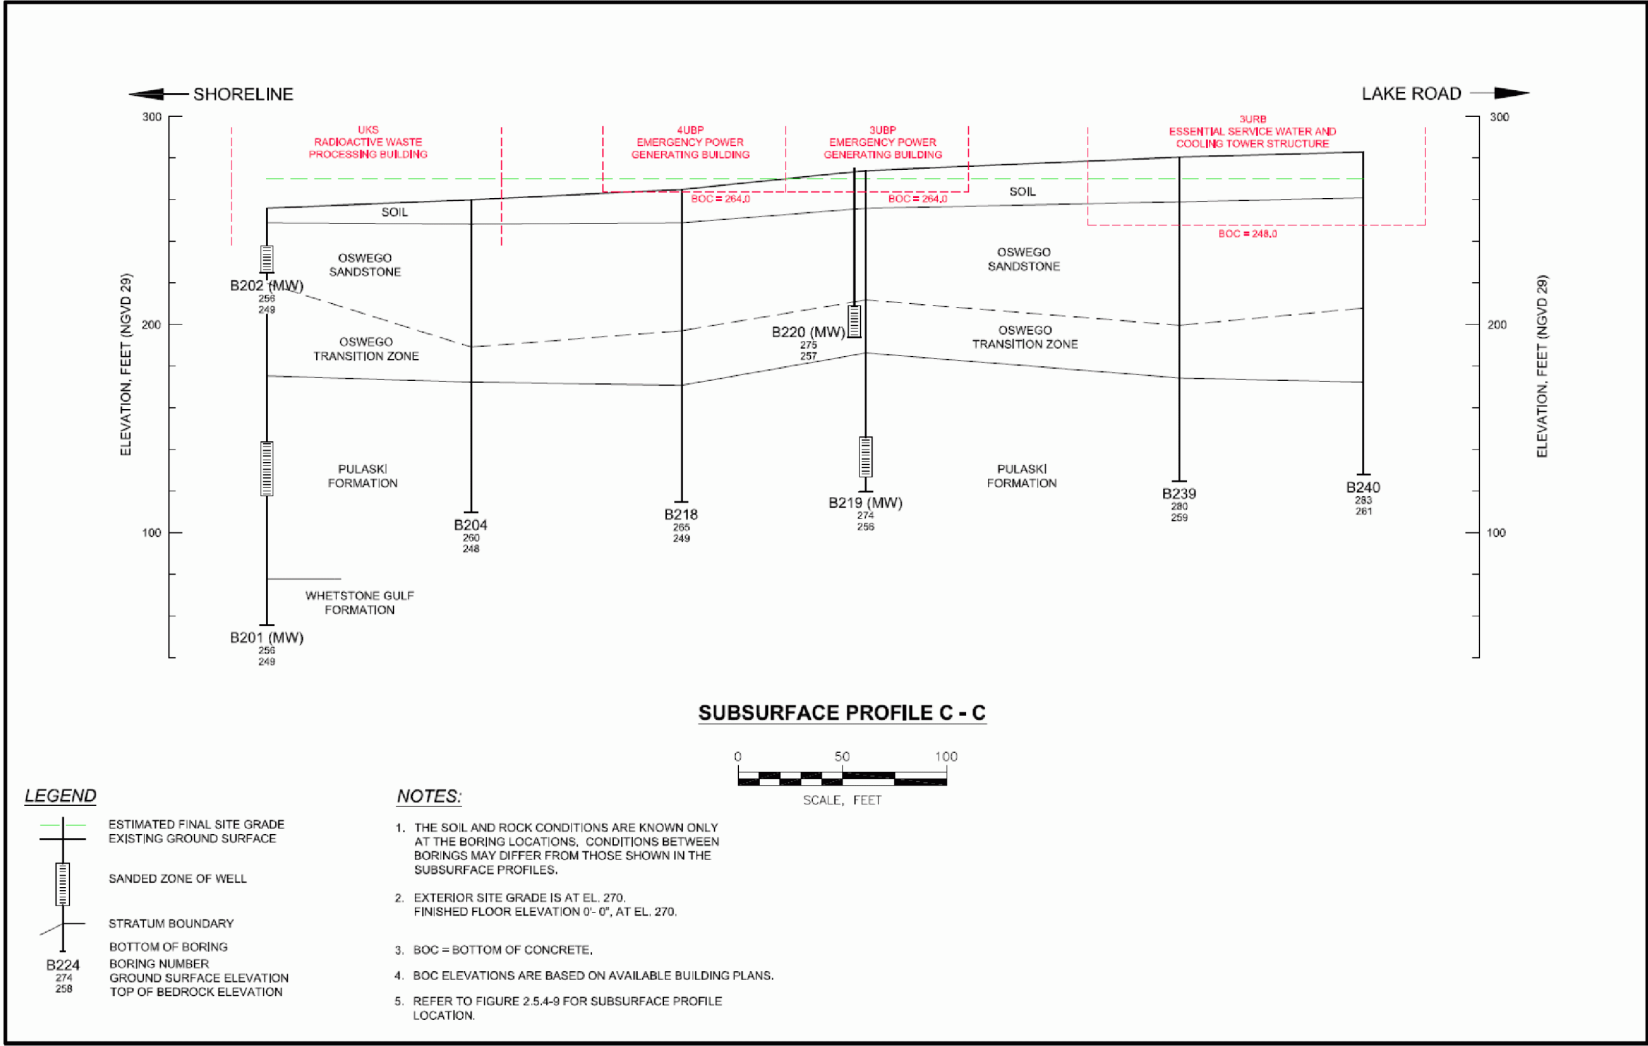 SHORELINE
LAKE ROAD
300
300
UKS
RADIOACTIVE WASTE
PROCESSING BUILDING
4UBP
EMERGENCY POWER
GENERATING BUILDING
3UBP
EMERGENCY POWER
GENERATING BUILDING
3URB
ESSENTIAL SERVICE WATER AND
COOLING TOWER STRUCTURE
SOIL
BOC = 264.0
BOC = 264.0
SOIL
BOC = 248.0
OSWEGO
SANDSTONE
OSWEGO
SANDSTONE
B202 (MW)
256
249
ELEVATION, FEET (NGVD 29)
ELEVATION, FEET (NGVD 29)
200
200
OSWEGO
TRANSITION ZONE
B220 (MW)
275
257
OSWEGO
TRANSITION ZONE
PULASKI
FORMATION
PULASKI
FORMATION
B204
260
248
B218
265
249
B219 (MW)
274
256
B239
280
259
B240
283
261
100
100
WHETSTONE GULF
FORMATION
B201 (MW)
256
249
SUBSURFACE PROFILE C - C
0 50 100
SCALE, FEET
LEGEND
ESTIMATED FINAL SITE GRADE
EXISTING GROUND SURFACE
SANDED ZONE OF WELL
STRATUM BOUNDARY
BOTTOM OF BORING
B224 BORING NUMBER
274 GROUND SURFACE ELEVATION
258 TOP OF BEDROCK ELEVATION
NOTES:
1. THE SOIL AND ROCK CONDITIONS ARE KNOWN ONLY
AT THE BORING LOCATIONS, CONDITIONS BETWEEN
BORINGS MAY DIFFER FROM THOSE SHOWN IN THE
SUBSURFACE PROFILES.
2. EXTERIOR SITE GRADE IS AT EL. 270.
FINISHED FLOOR ELEVATION 0'- 0", AT EL. 270.
3. BOC = BOTTOM OF CONCRETE.
4. BOC ELEVATIONS ARE BASED ON AVAILABLE BUILDING PLANS.
5. REFER TO FIGURE 2.5.4-9 FOR SUBSURFACE PROFILE
LOCATION.